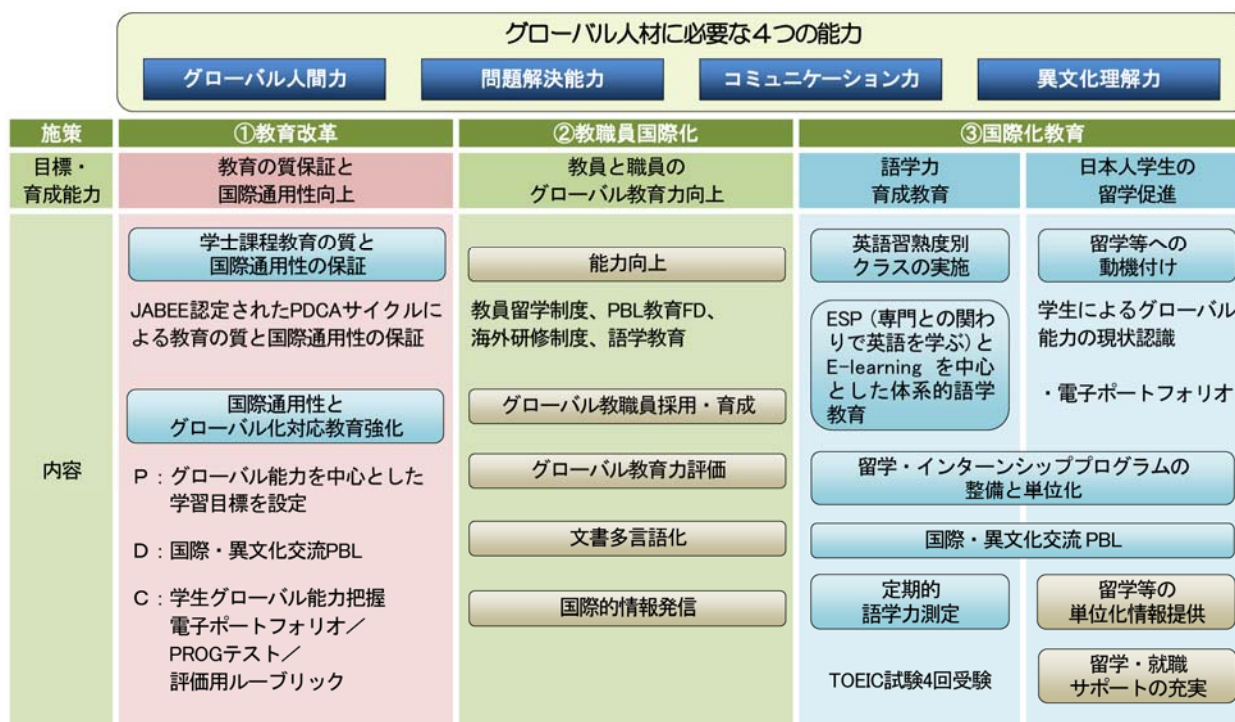 グローバル人材に必要な4つの能力
グローバル人間力
問題解決能力
コミュニケーション力
異文化理解力
施策
①教育改革
②教職員国際化
③国際化教育
目標・
育成能力
教育の質保証と
国際通用性向上
教員と職員の
グローバル教育力向上
語学力
育成教育
日本人学生の
留学促進
内容
学士課程教育の質と
国際通用性の保証
JABEE認定されたPDCAサイクルに
よる教育の質と国際通用性の保証
国際通用性と
グローバル化対応教育強化
P：グローバル能力を中心とした
学習目標を設定
D：国際・異文化交流PBL
C：学生グローバル能力把握
電子ポートフォリオ／
PROGテスト／
評価用ルーブリック
能力向上
教員留学制度、PBL教育FD、
海外研修制度、語学教育
グローバル教職員採用・育成
グローバル教育力評価
文書多言語化
国際的情報発信
英語習熟度別
クラスの実施
ESP（専門との関わ
りで英語を学ぶ）と
E-learning を中心
とした体系的語学
教育
留学等への
動機付け
学生によるグローバル
能力の現状認識
・電子ポートフォリオ
留学・インターンシッププログラムの
整備と単位化
国際・異文化交流 PBL
定期的
語学力測定
TOEIC試験4回受験
留学等の
単位化情報提供
留学・就職
サポートの充実